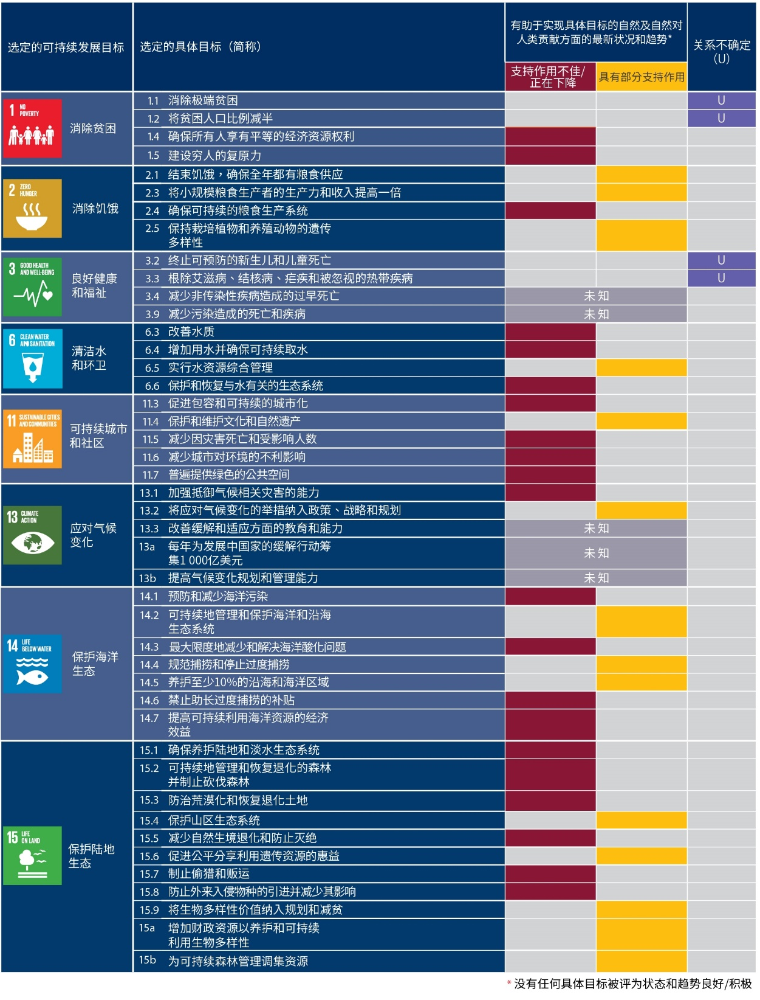 选定的可持续发展目标
选定的具体目标（简称）
有助于实现具体目标的自然及自然对
人类贡献方面的最新状况和趋势*
支持作用不佳/
正在下降
具有部分支持作用
关系不确定
（U）
1 NO
POVERTY
消除贫困
1.1 消除极端贫困
U
1.2 将贫困人口比例减半
U
1.4 确保所有人享有平等的经济资源权利
1.5 建设穷人的复原力
2 ZERO
HUNGER
消除饥饿
2.1 结束饥饿，确保全年都有粮食供应
2.3 将小规模粮食生产者的生产力和收入提高一倍
2.4 确保可持续的粮食生产系统
2.5 保持栽培植物和养殖动物的遗传
多样性
3 GOOD HEALTH
AND WELL-BEING
良好健康
和福祉
3.2 终止可预防的新生儿和儿童死亡
U
3.3 根除艾滋病、结核病、疟疾和被忽视的热带疾病
U
3.4 减少非传染性疾病造成的过早死亡
未知
3.9 减少污染造成的死亡和疾病
未知
6 CLEAN WATER
AND SANITATION
清洁水
和环卫
6.3 改善水质
6.4 增加用水并确保可持续取水
6.5 实行水资源综合管理
6.6 保护和恢复与水有关的生态系统
11 SUSTAINABLE CITIES
AND COMMUNITIES
可持续城市
和社区
11.3 促进包容和可持续的城市化
11.4 保护和维护文化和自然遗产
11.5 减少因灾害死亡和受影响人数
11.6 减少城市对环境的不利影响
11.7 普遍提供绿色的公共空间
13 CLIMATE
ACTION
应对气候
变化
13.1 加强抵御气候相关灾害的能力
13.2 将应对气候变化的举措纳入政策、战略和规划
13.3 改善缓解和适应方面的教育和能力
未知
13a 每年为发展中国家的缓解行动筹
集1 000亿美元
未知
13b 提高气候变化规划和管理能力
未知
14 LIFE
BELOW WATER
保护海洋
生态
14.1 预防和减少海洋污染
14.2 可持续地管理和保护海洋和沿海
生态系统
14.3 最大限度地减少和解决海洋酸化问题
14.4 规范捕捞和停止过度捕捞
14.5 养护至少10%的沿海和海洋区域
14.6 禁止助长过度捕捞的补贴
14.7 提高可持续利用海洋资源的经济
效益
15 LIFE
ON LAND
保护陆地
生态
15.1 确保养护陆地和淡水生态系统
15.2 可持续地管理和恢复退化的森林
并制止砍伐森林
15.3 防治荒漠化和恢复退化土地
15.4 保护山区生态系统
15.5 减少自然生境退化和防止灭绝
15.6 促进公平分享利用遗传资源的惠益
15.7 制止偷猎和贩运
15.8 防止外来入侵物种的引进并减少其影响
15.9 将生物多样性价值纳入规划和减贫
15a 增加财政资源以养护和可持续
利用生物多样性
15b 为可持续森林管理调集资源
* 没有任何具体目标被评为状态和趋势良好/积极